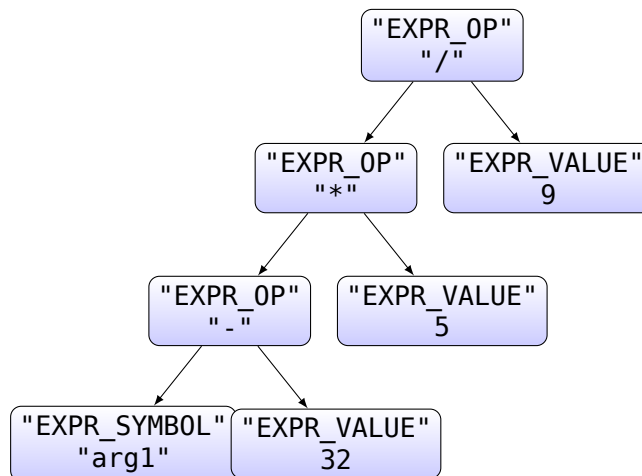 "EXPR_OP"
"/"
"EXPR_OP"
"*"
"EXPR_VALUE"
9
"EXPR_OP"
"-"
"EXPR_VALUE"
5
"EXPR_SYMBOL"
"arg1"
"EXPR_VALUE"
32